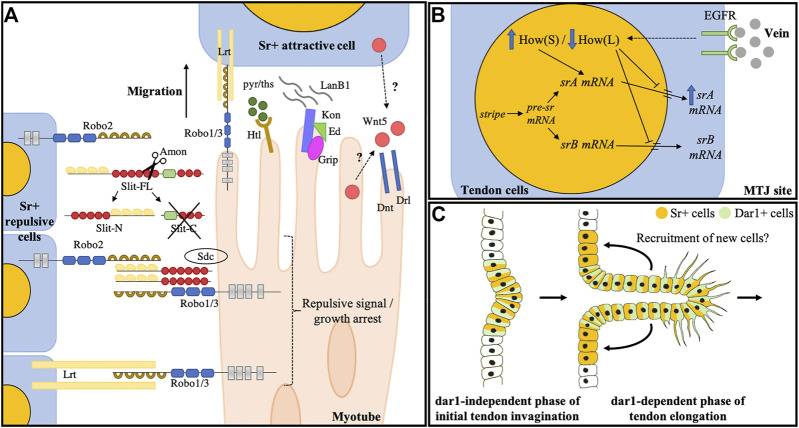 A
Sr+ attractive cell
Lrt
Migration
pyr/ths
LanB1
?
Robo2
Robo1/3
Htl
Kon
Ed
Grip
Wnt5
?
Amon
Slit-FL
Sr+
repulsive
cells
Slit-N
Slit-C
Dnt
Drl
Robo2
Sdc
Robo1/3
Repulsive signal /
growth arrest
Lrt
Robo1/3
Myotube
B
EGFR
Vein
How(S) / How(L)
srA mRNA
srA
mRNA
stripe
pre-sr
mRNA
srB mRNA
srB
mRNA
Tendon cells
MTJ site
C
Sr+ cells
Dar1+ cells
Recruitment of new cells?
dar1-independent phase of
initial tendon invagination
dar1-dependent phase of
tendon elongation